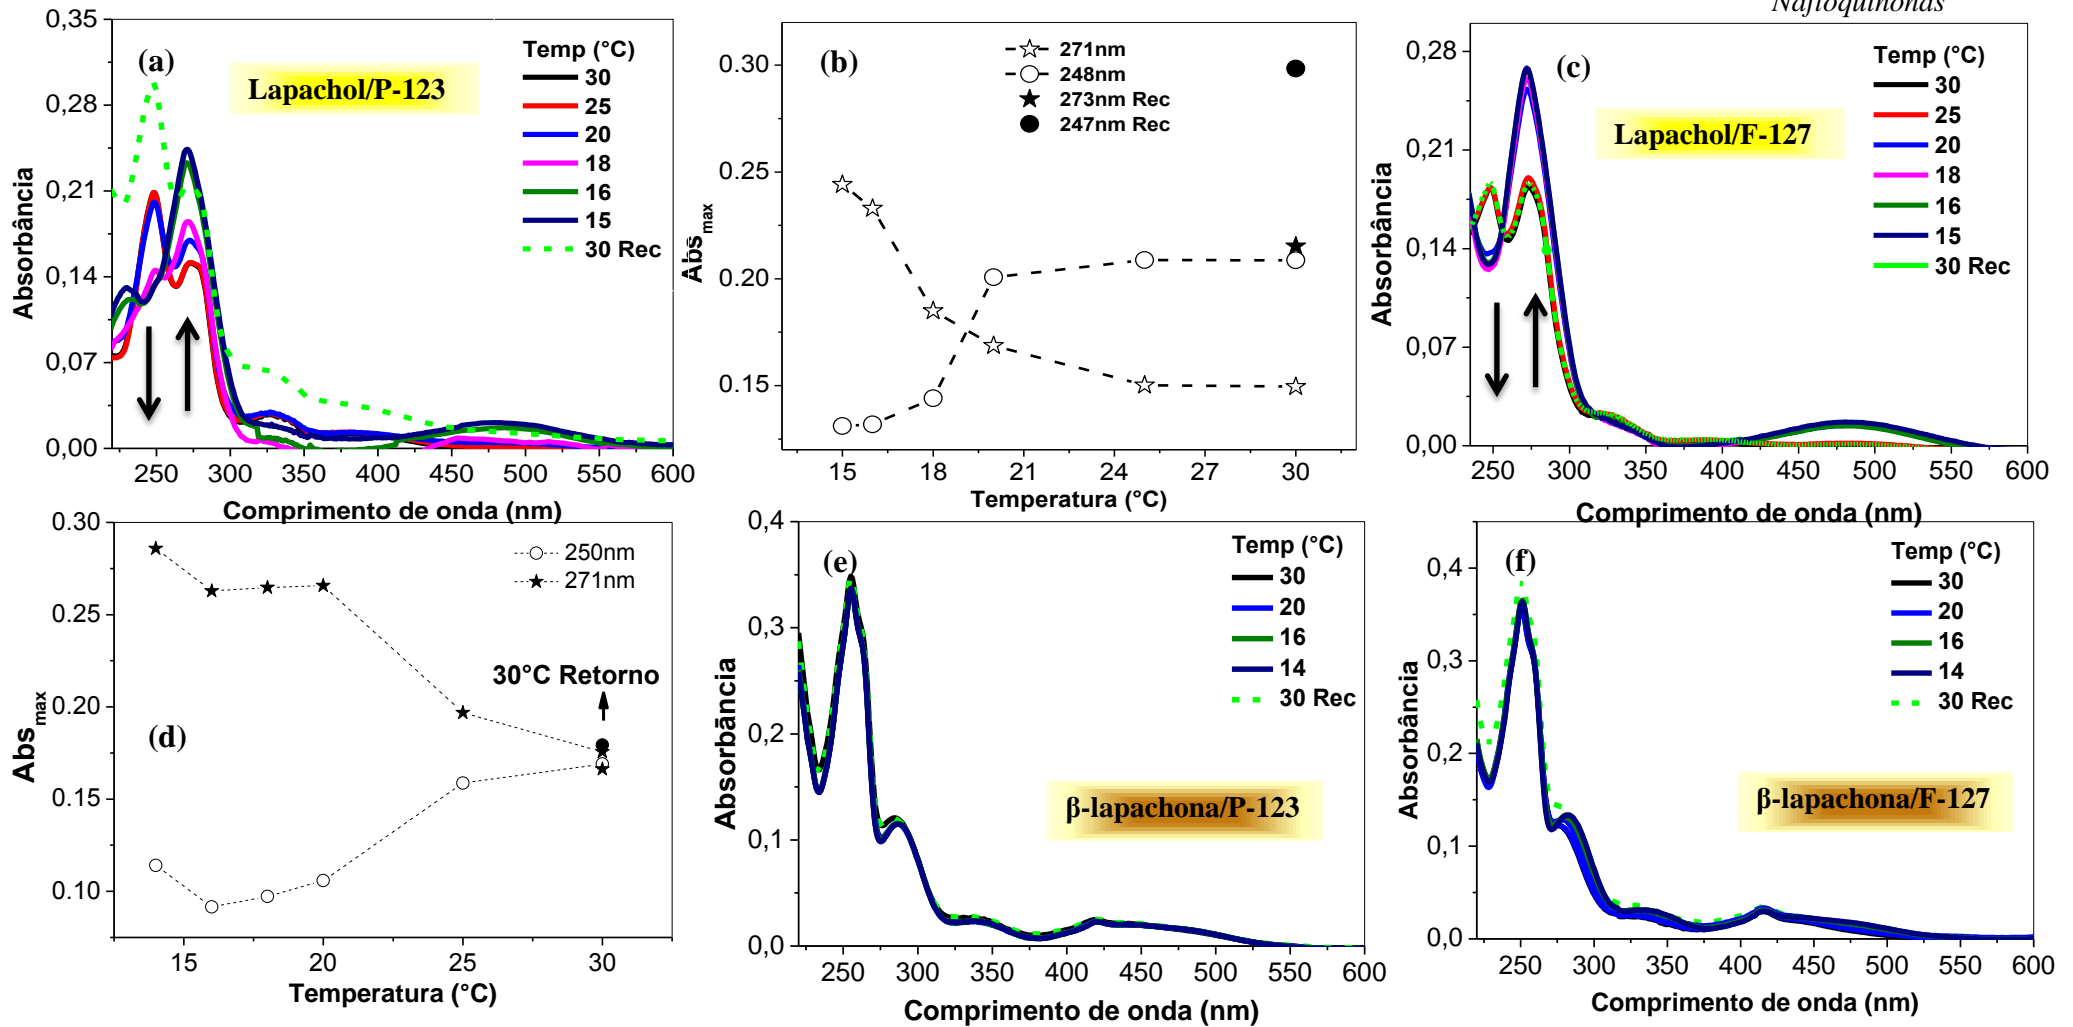 Naftoquinonas
(a)
Lapachol/P-123
Temp (°C)
30
25
20
18
16
15
30 Rec
0,35
0,28
0,21
0,14
0,07
0,00
Absorbância
250 300 350 400 450 500 550 600
Comprimento de onda (nm)
(b)
271nm
248nm
273nm Rec
247nm Rec
0.30
0.25
0.20
0.15
Abs max
15 18 21 24 27 30
Temperatura (°C)
(c)
Lapachol/F-127
Temp (°C)
30
25
20
18
16
15
30 Rec
0,28
0,21
0,14
0,07
0,00
Absorbância
250 300 350 400 450 500 550 600
Comprimento de onda (nm)
(d)
250nm
271nm
30°C Retorno
0.30
0.25
0.20
0.15
0.10
Abs max
15 20 25 30
Temperatura (°C)
(e)
Temp (°C)
30
20
16
14
30 Rec
β-lapachona/P-123
0,4
0,3
0,2
0,1
0,0
Absorbância
250 300 350 400 450 500 550 600
Comprimento de onda (nm)
(f)
Temp (°C)
30
20
16
14
30 Rec
β-lapachona/F-127
0,4
0,3
0,2
0,1
0,0
Absorbância
250 300 350 400 450 500 550 600
Comprimento de onda (nm)